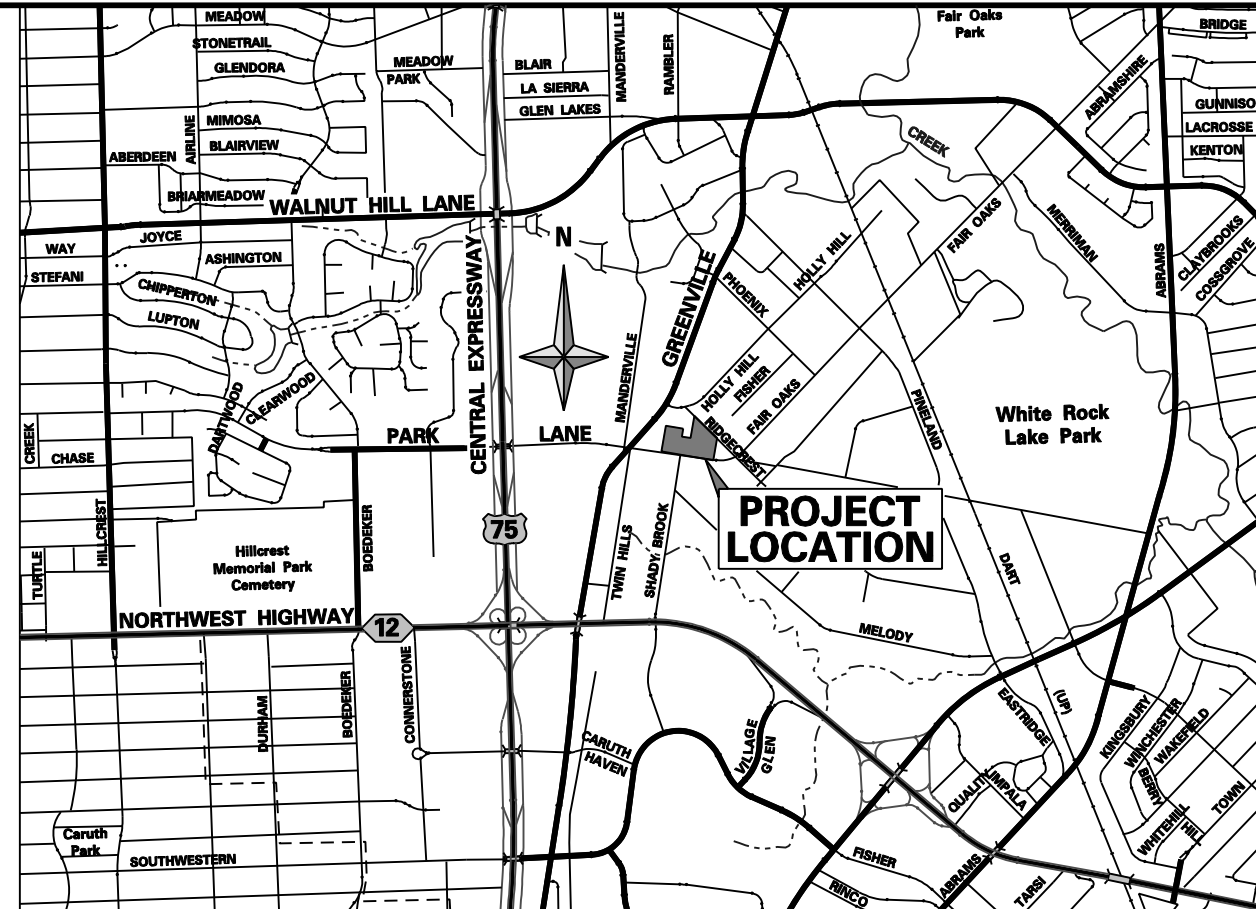 MEADOW
STONETRAIL
GLENDORA
MIMOSA
BLAIRVIEW
AIRLINE
ABERDEEN
BRIARMEADOW
MEADOW
PARK
BLAIR
LA SIERRA
GLEN LAKES
MANDERVILLE
RAMBLER
Fair Oaks
Park
BRIDGE
ABRAMSHIRE
GUNNISO
LACROSSE
KENTON
CREEK
WALNUT HILL LANE
WAY
STEFANI
JOYCE
ASHINGTON
CHIPPERTON
LUPTON
CENTRAL EXPRESSWAY
N
GREENVILLE
MANDERVILLE
PHOENIX
HOLLY HILL
FAIR OAKS
MERRIMAN
ABRAMS
CLAYBROOKS
COSSGROVE
DARTWOOD
CLEARWOOD
HOLLY HILL
FISHER
FAIR OAKS
RIDGECREST
PINELAND
White Rock
Lake Park
CREEK
CHASE
PARK
LANE
PROJECT
LOCATION
75
HILLCREST
TURTLE
BOEDEKER
Hillcrest
Memorial Park
Cemetery
TWIN HILLS
SHADY BROOK
DART
NORTHWEST HIGHWAY
12
MELODY
DURHAM
BOEDEKER
CONNERSTONE
CARUTH
HAVEN
VILLAGE
GLEN
EASTRIDGE
(UP)
KINGSBURY
WINCHESTER
WAKEFIELD
BERRY
QUALIT
IMPALA
WHITEHILL
HILL
TOWN
Caruth
Park
SOUTHWESTERN
FISHER
RINCO
ABRAMS
TARSI